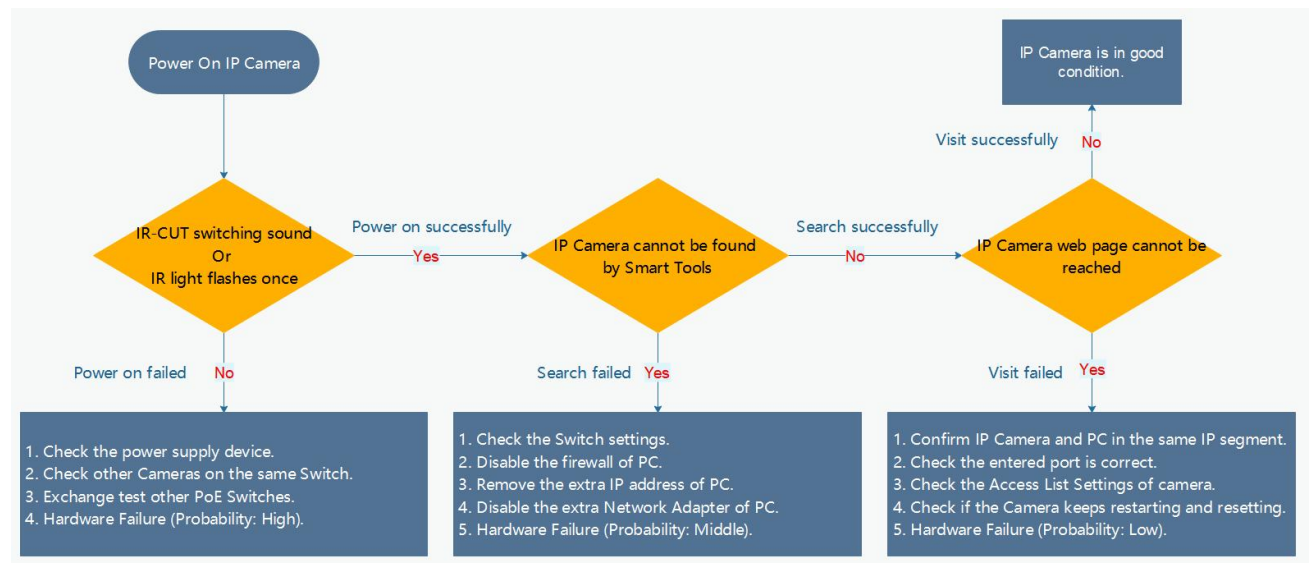 Power On IP Camera
IR-CUT switching sound
Or
IR light flashes once
Power on successfully
Yes
Power on failed
No
1. Check the power supply device.
2. Check other Cameras on the same Switch.
3. Exchange test other PoE Switches.
4. Hardware Failure (Probability: High).
IP Camera cannot be found
by Smart Tools
Search successfully
No
Search failed
Yes
1. Check the Switch settings.
2. Disable the firewall of PC.
3. Remove the extra IP address of PC.
4. Disable the extra Network Adapter of PC.
5. Hardware Failure (Probability: Middle).
IP Camera web page cannot be
reached
Visit successfully
No
IP Camera is in good
condition.
Visit failed
Yes
1. Confirm IP Camera and PC in the same IP segment.
2. Check the entered port is correct.
3. Check the Access List Settings of camera.
4. Check if the Camera keeps restarting and resetting.
5. Hardware Failure (Probability: Low).